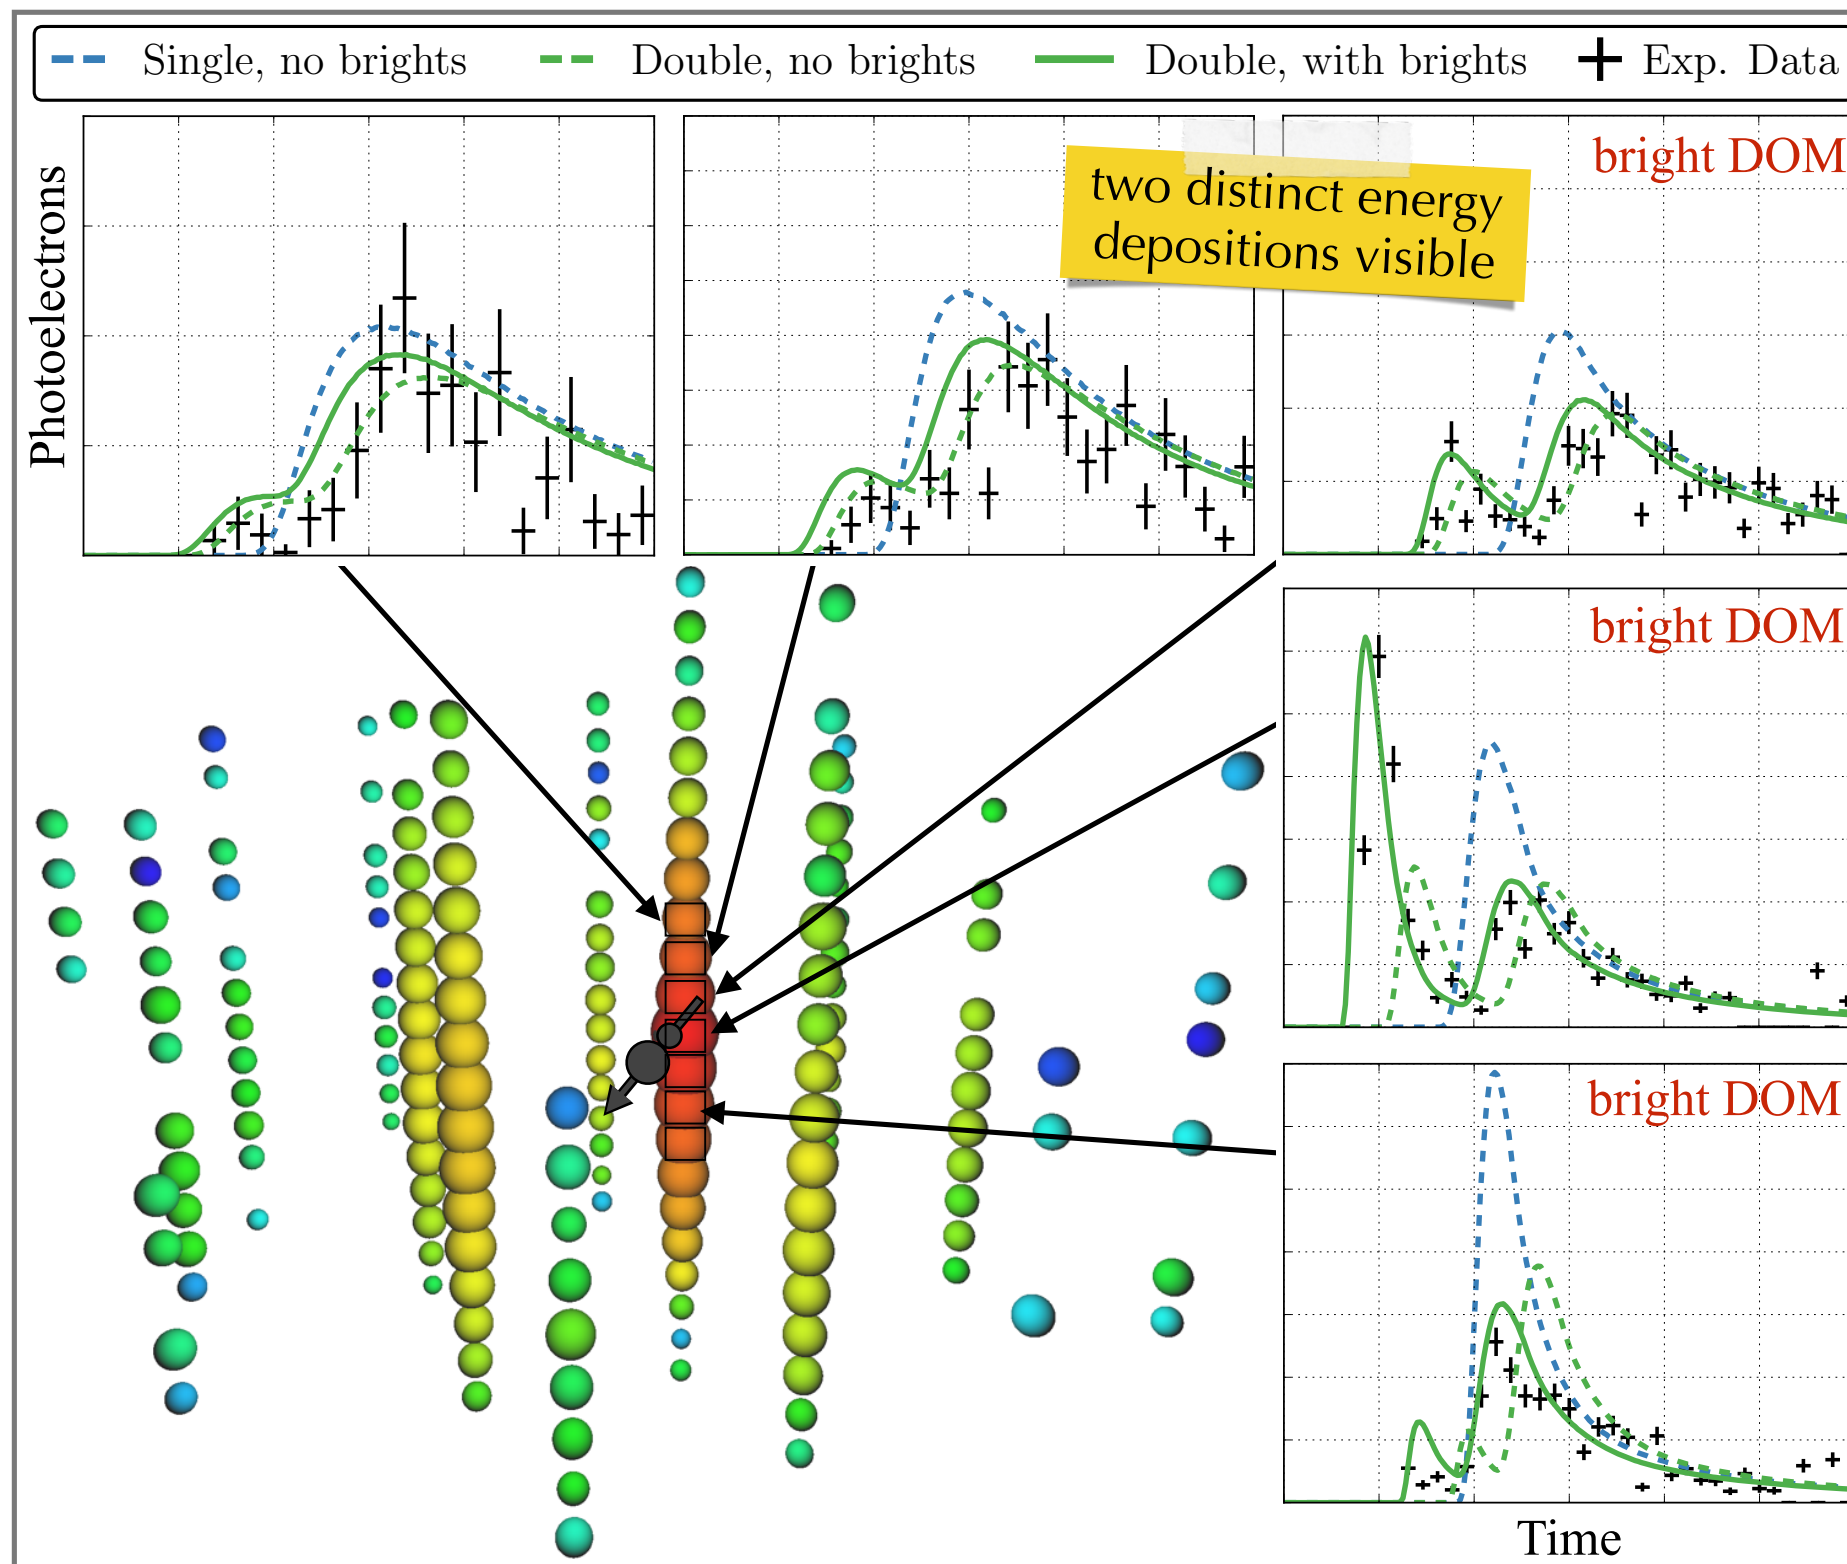 Single, no brights
Double, no brights
Double, with brights
Exp. Data
Photoelectrons
two distinct energy
depositions visible
bright DOM
bright DOM
bright DOM
Time